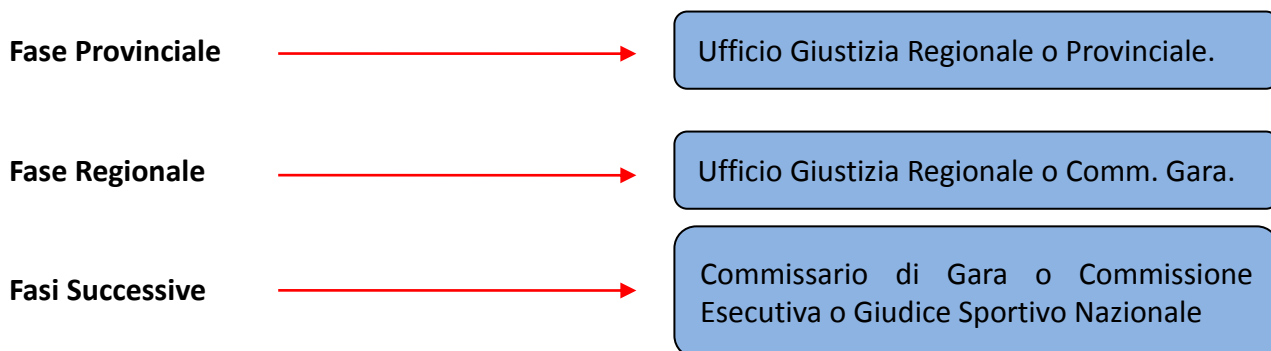 Fase Provinciale
Ufficio Giustizia Regionale o Provinciale.
Fase Regionale
Ufficio Giustizia Regionale o Comm. Gara.
Fasi Successive
Commissario di Gara o Commissione
Esecutiva o Giudice Sportivo Nazionale